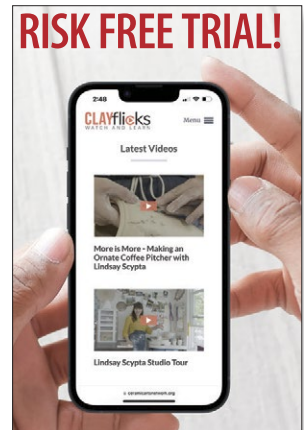 RISK FREE TRIAL!
2:48
CLAYflicks
WATCH AND LEARN
Menu
Latest Videos
More is More - Making an
Ornate Coffee Pitcher with
Lindsay Scypta
Lindsay Scypta Studio Tour
ceramicartsnetwork.org